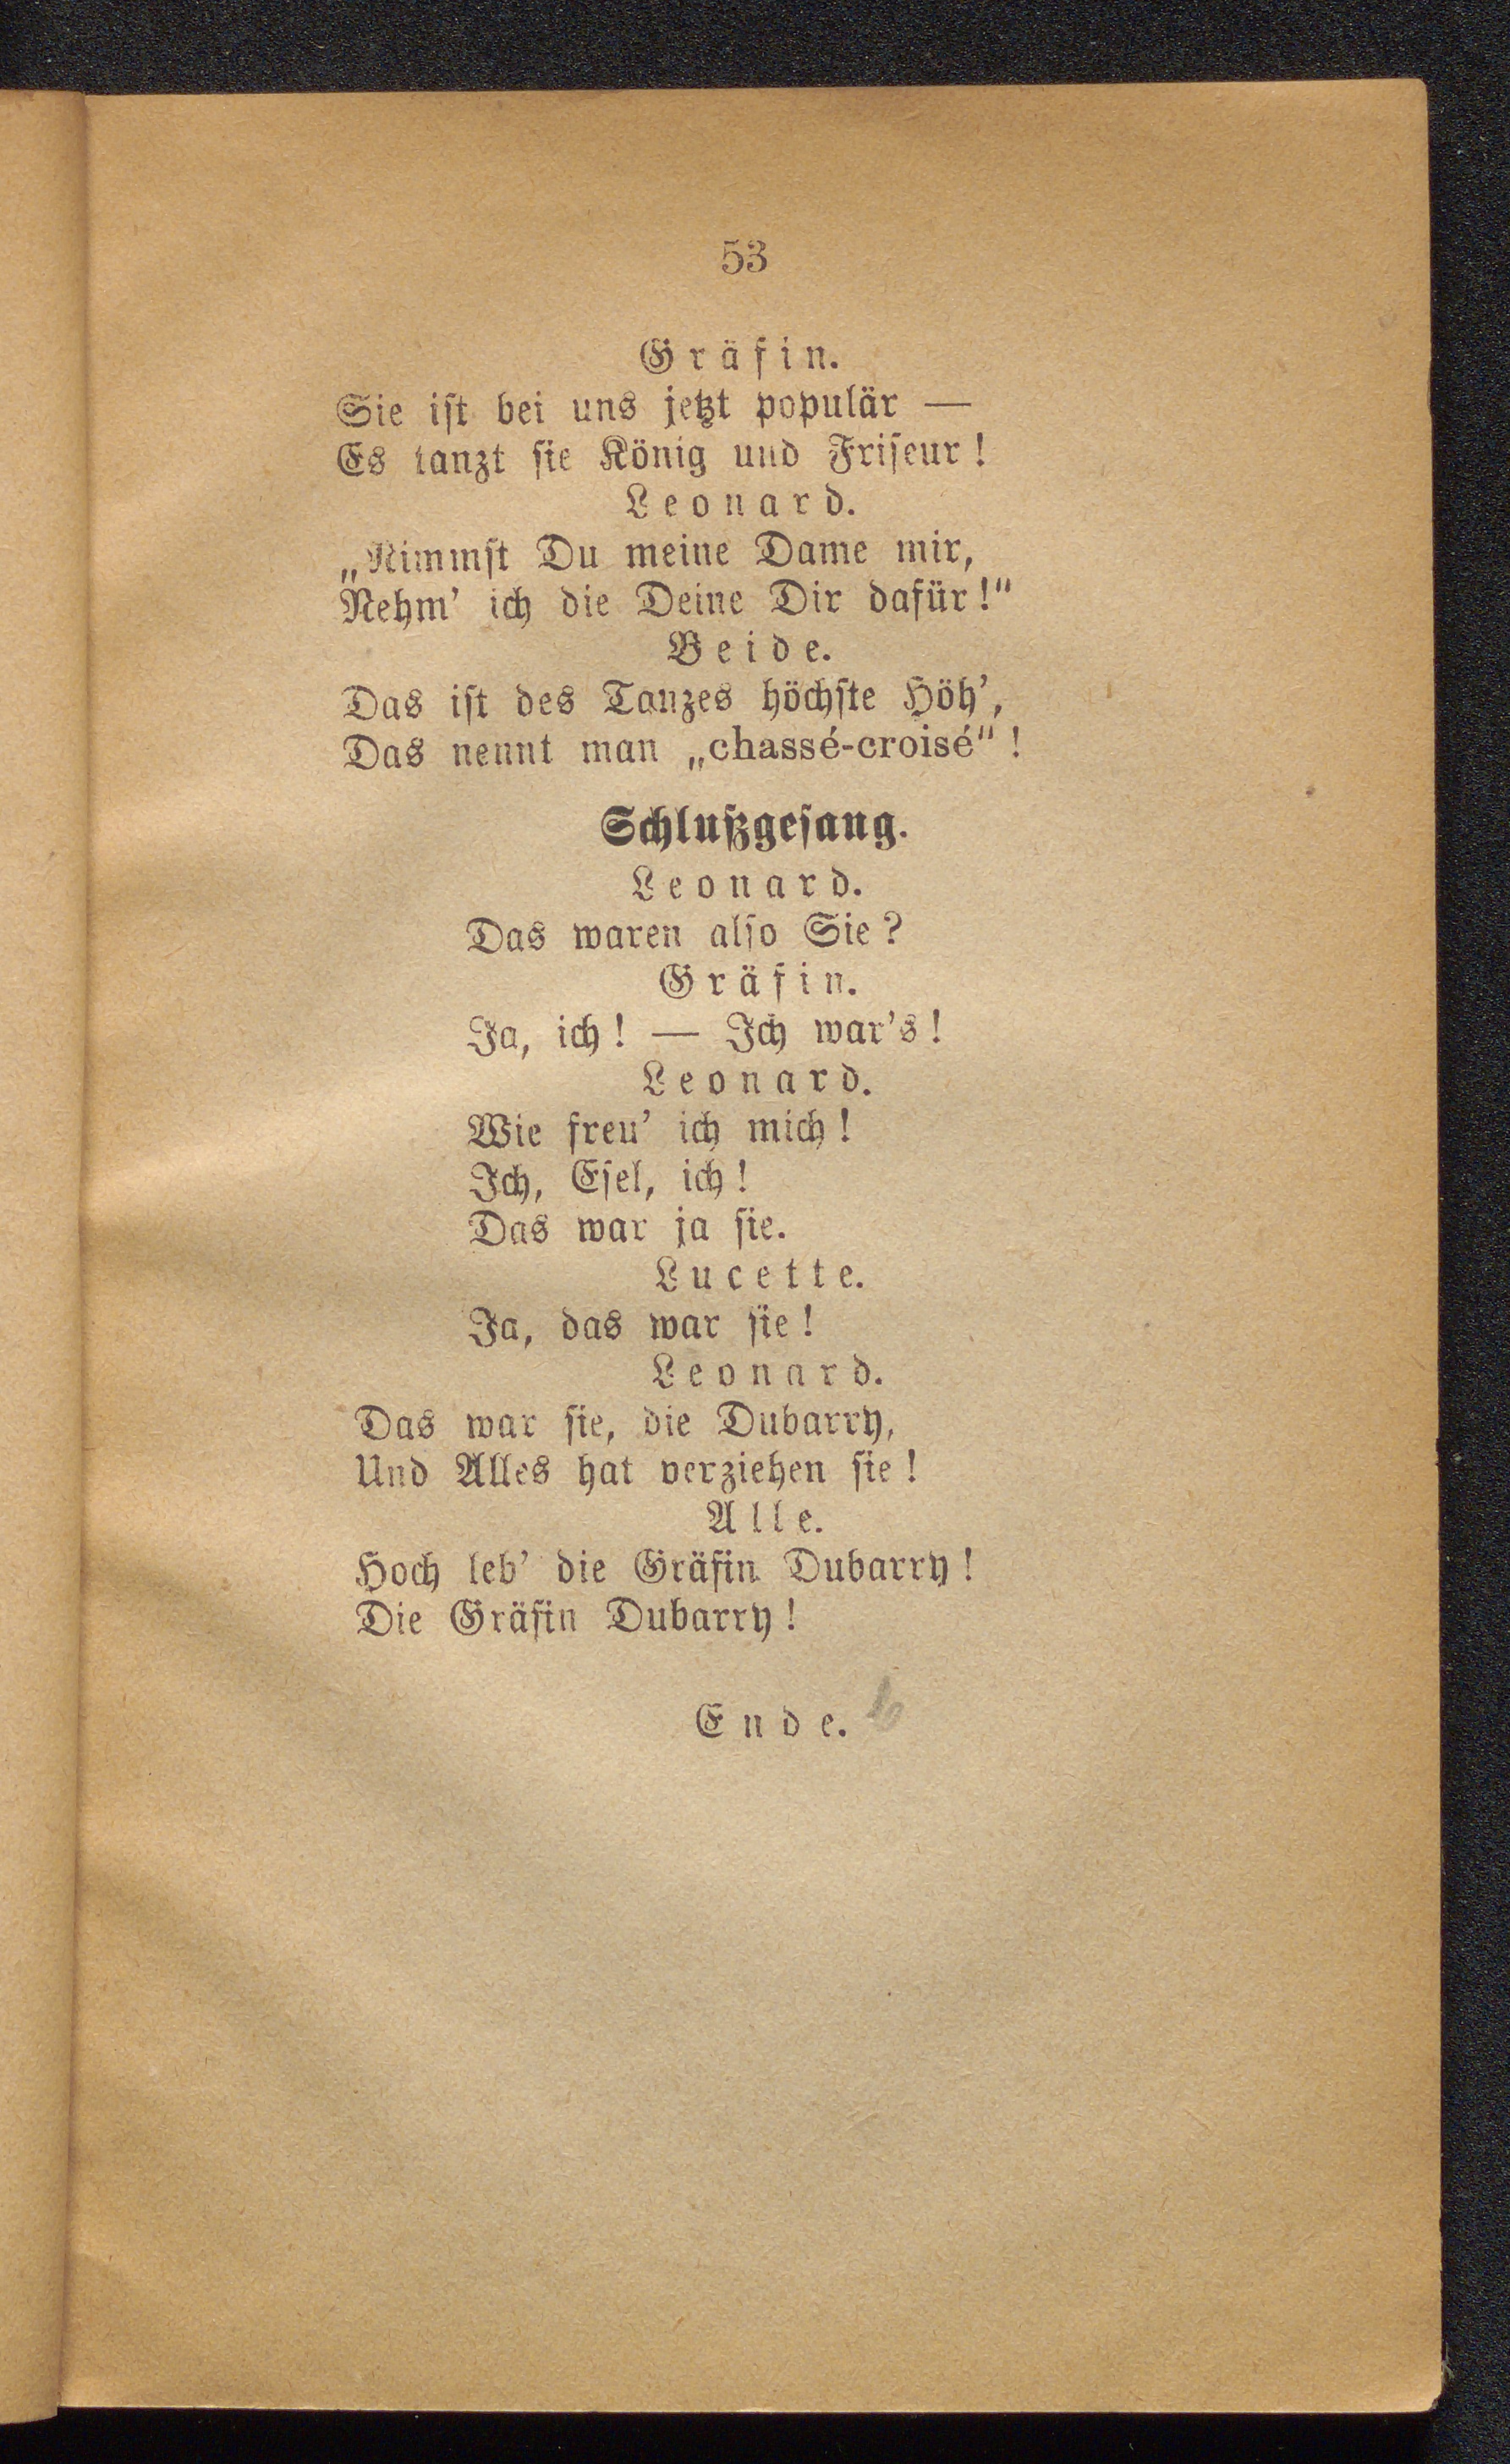 53
Gräfin.
Sie ist bei uns jetzt populär —
Es tanzt sie König und Friseur!
Leonard.
„Nimmst Du meine Dame mir,
Nehm' ich die Deine Dir dafür!"
Beide.
Das ist des Tanzes höchste Höh',
Das nennt man „chassé-croisé"!
Schlußgesang.
Leonard.
Das waren also Sie?
Gräfin.
Ja, ich! — Ich war's!
Leonard.
Wie freu' ich mich!
Ich, Esel, ich!
Das war ja sie.
Lucette.
Ja, das war sie!
Leonard.
Das war sie, die Dubarry,
Und Alles hat verziehen sie!
Alle.
Hoch leb' die Gräfin Dubarry!
Die Gräfin Dubarry!
Ende.